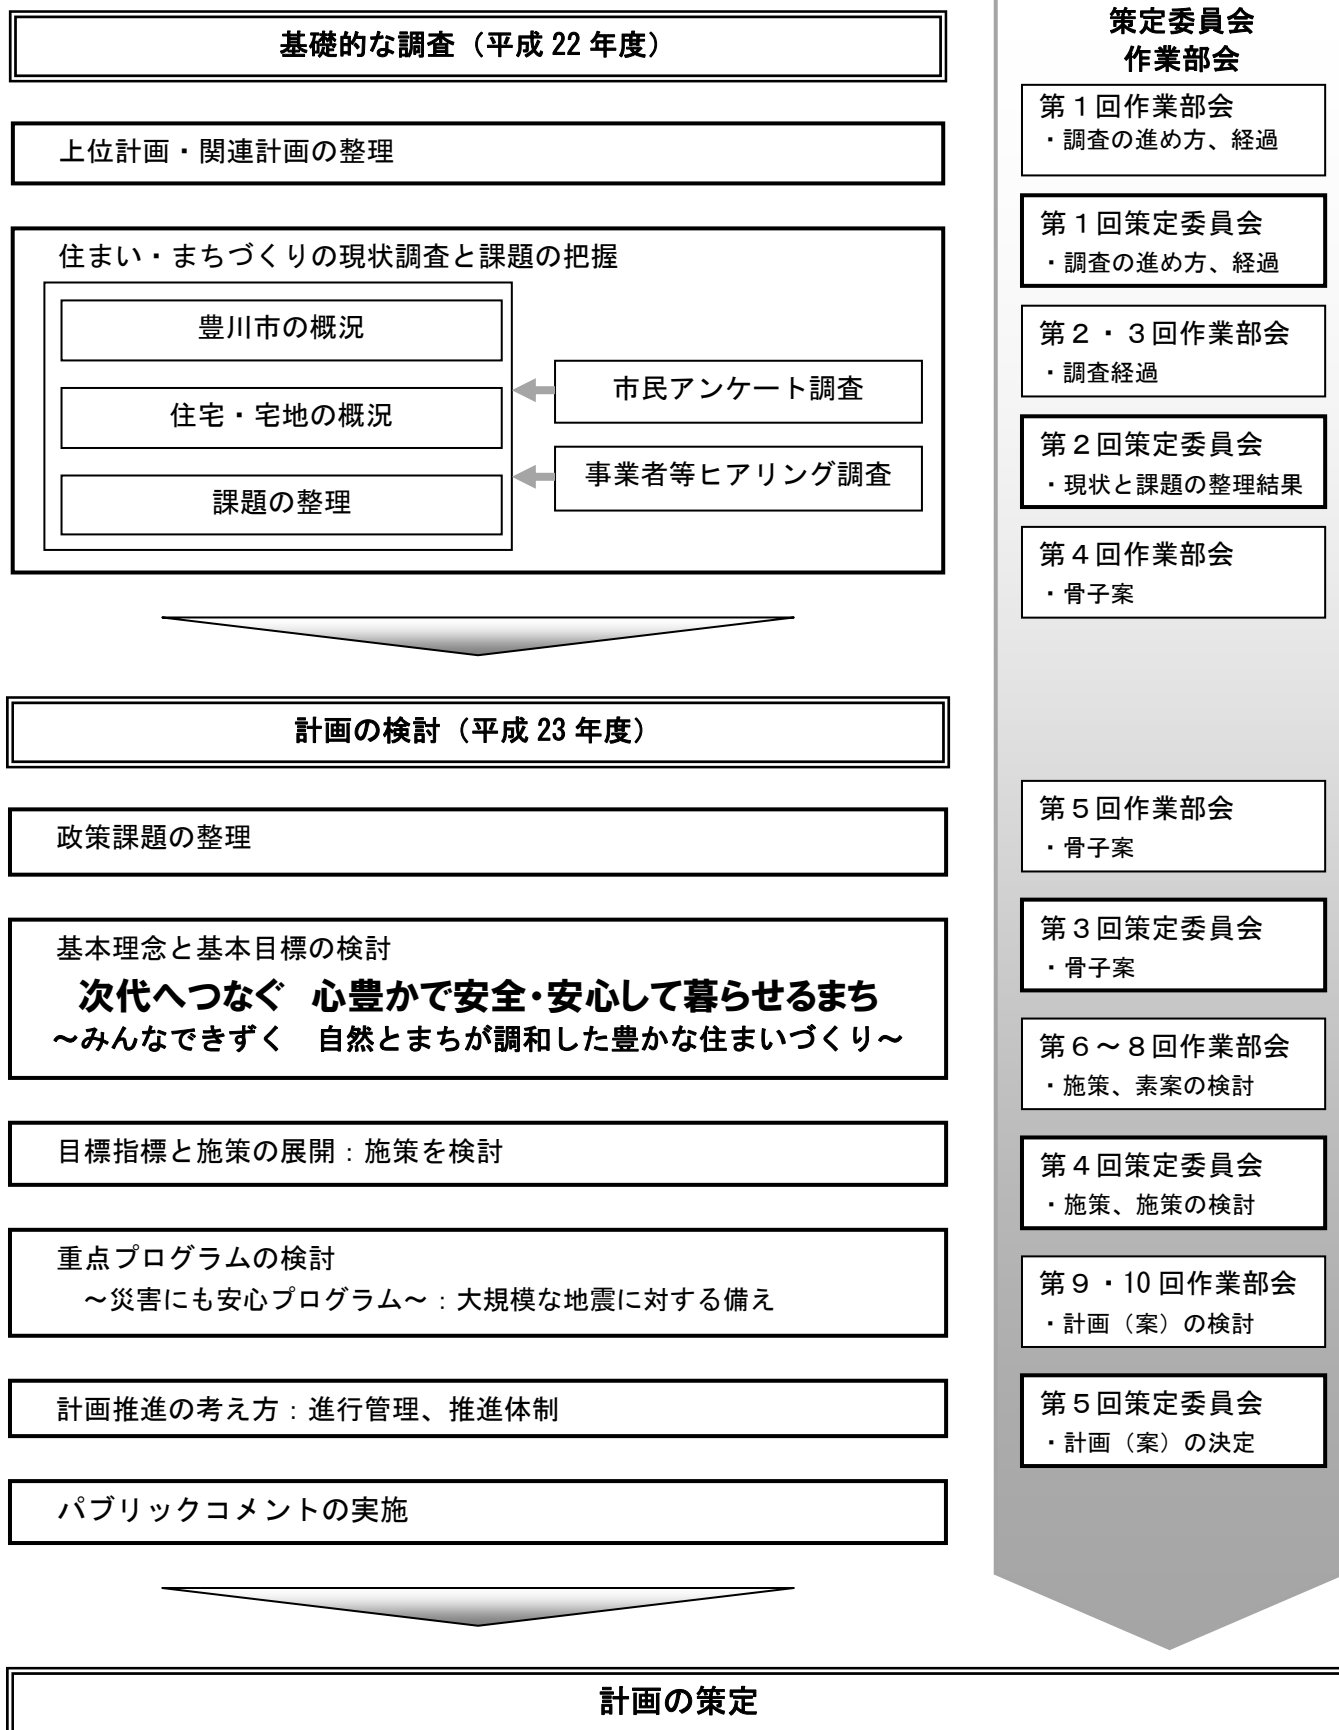 基礎的な調査（平成 22 年度）
上位計画・関連計画の整理
住まい・まちづくりの現状調査と課題の把握
豊川市の概況
住宅・宅地の概況
課題の整理
市民アンケート調査
事業者等ヒアリング調査
計画の検討（平成 23 年度）
政策課題の整理
基本理念と基本目標の検討
次代へつなぐ　心豊かで安全・安心して暮らせるまち
～みんなできずく　自然とまちが調和した豊かな住まいづくり～
目標指標と施策の展開：施策を検討
重点プログラムの検討
～災害にも安心プログラム～：大規模な地震に対する備え
計画推進の考え方：進行管理、推進体制
パブリックコメントの実施
策定委員会
作業部会
第１回作業部会
・調査の進め方、経過
第１回策定委員会
・調査の進め方、経過
第２・３回作業部会
・調査経過
第２回策定委員会
・現状と課題の整理結果
第４回作業部会
・骨子案
第５回作業部会
・骨子案
第３回策定委員会
・骨子案
第６～８回作業部会
・施策、素案の検討
第４回策定委員会
・施策、施策の検討
第９・10 回作業部会
・計画（案）の検討
第５回策定委員会
・計画（案）の決定
計画の策定